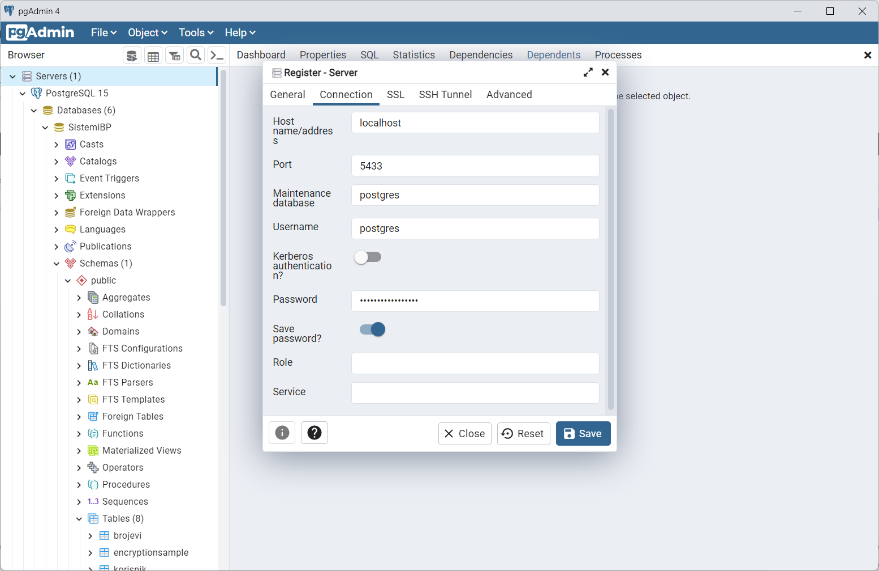 pgAdmin 4
pgAdmin
File Object Tools Help
Browser
Dashboard Properties SQL Statistics Dependencies Dependents Processes
Servers (1)
PostgreSQL 15
Databases (6)
SistemIBP
Casts
Catalogs
Event Triggers
Extensions
Foreign Data Wrappers
Languages
Publications
Schemas (1)
public
Aggregates
Collations
Domains
FTS Configurations
FTS Dictionaries
FTS Parsers
FTS Templates
Foreign Tables
Functions
Materialized Views
Operators
Procedures
1..3 Sequences
Tables (8)
brojevi
encryptionsample
korisnik
Register - Server
General Connection SSL SSH Tunnel Advanced
Host
name/addres
s
localhost
Port
5433
Maintenance
database
postgres
Username
postgres
Kerberos
authenticatio
n?
Password
•••••••••••••••••
Save
password?
Role
Service
Close Reset Save
selected object.